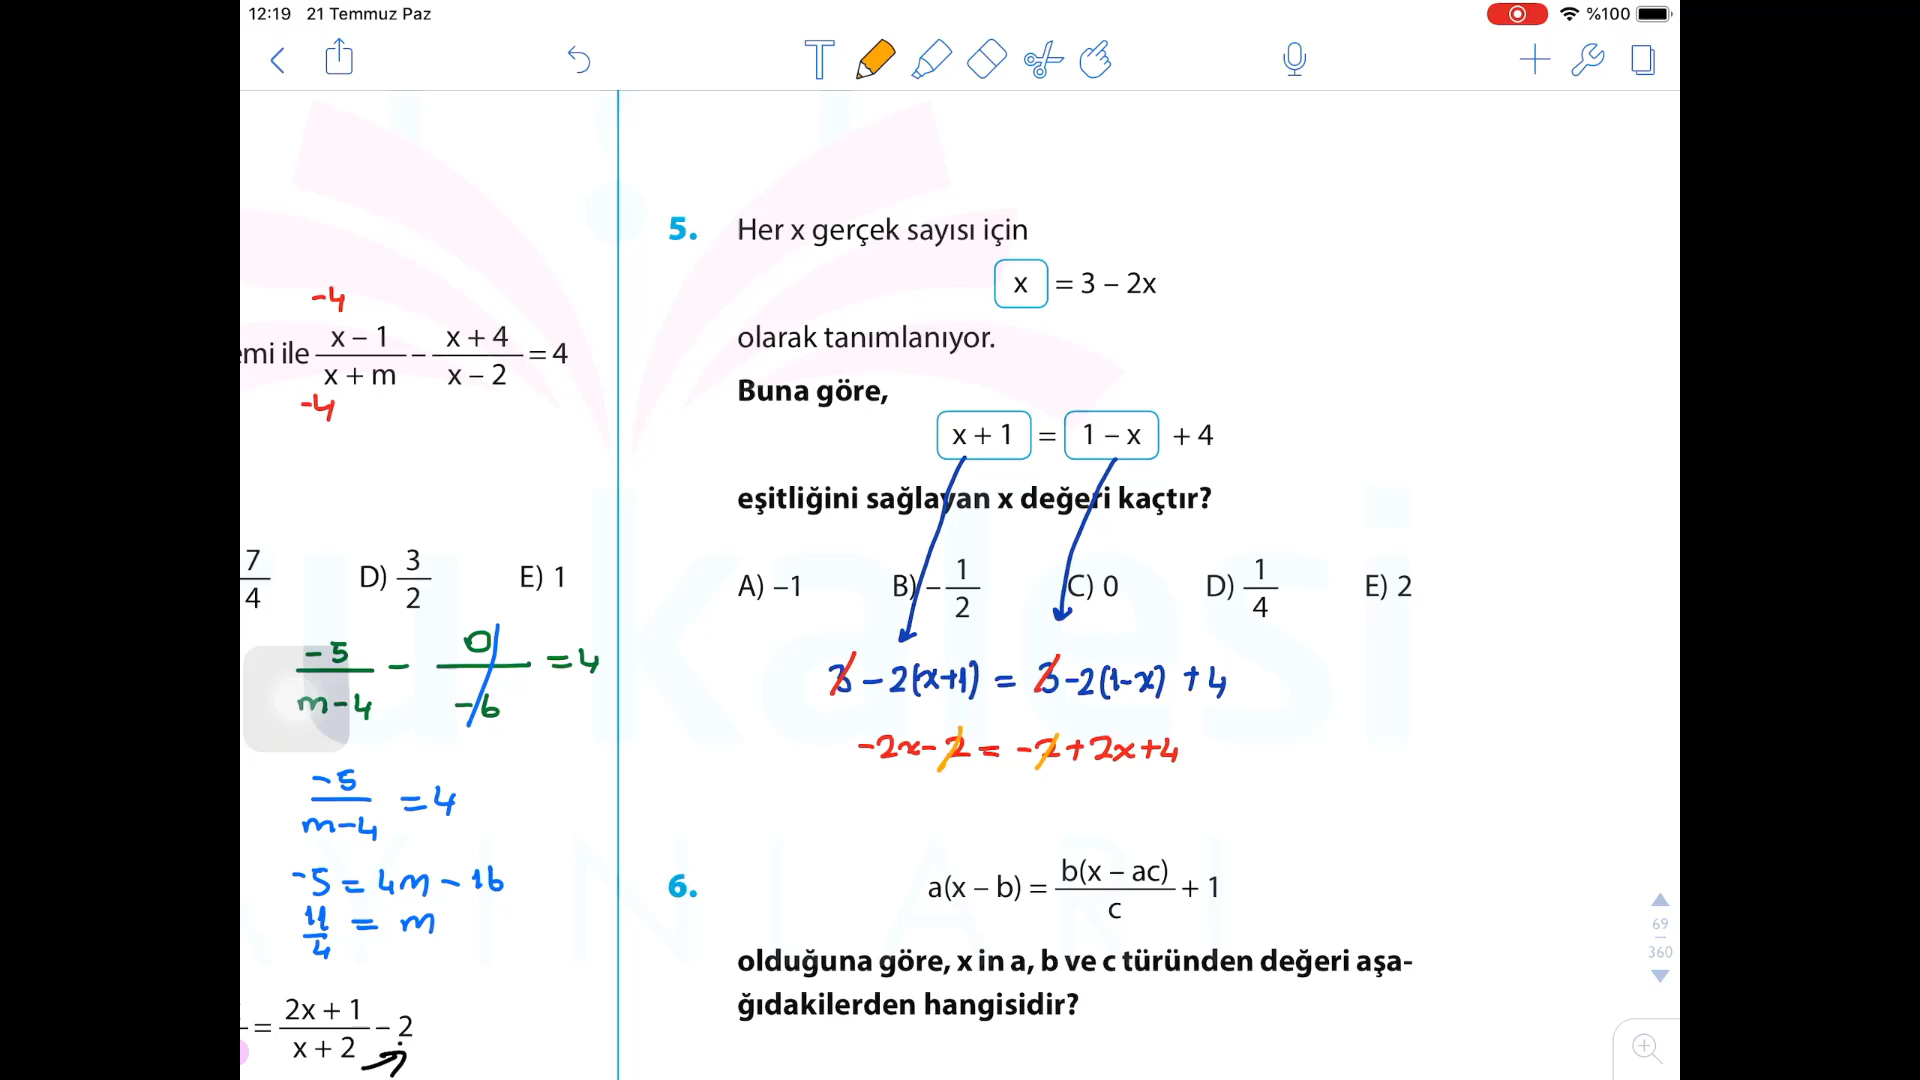 12:19 21 Temmuz Paz
%100
-4
emi ile x – 1 / x + m – x + 4 / x – 2 = 4
-4
7/4 D) 3/2 E) 1
-5/m-4 - 0/-6 = 4
-5/m-4 = 4
-5 = 4m - 16
11/4 = m
= 2x + 1 / x + 2 – 2
5. Her x gerçek sayısı için
x = 3 – 2x
olarak tanımlanıyor.
Buna göre,
x + 1 = 1 – x + 4
eşitliğini sağlayan x değeri kaçtır?
A) –1 B) – 1/2 C) 0 D) 1/4 E) 2
3 - 2(x+1) = 3 - 2(1-x) + 4
-2x - 2 = -2 + 2x + 4
6. a(x – b) = b(x – ac) / c + 1
olduğuna göre, x in a, b ve c türünden değeri aşa-
ğıdakilerden hangisidir?
69
360